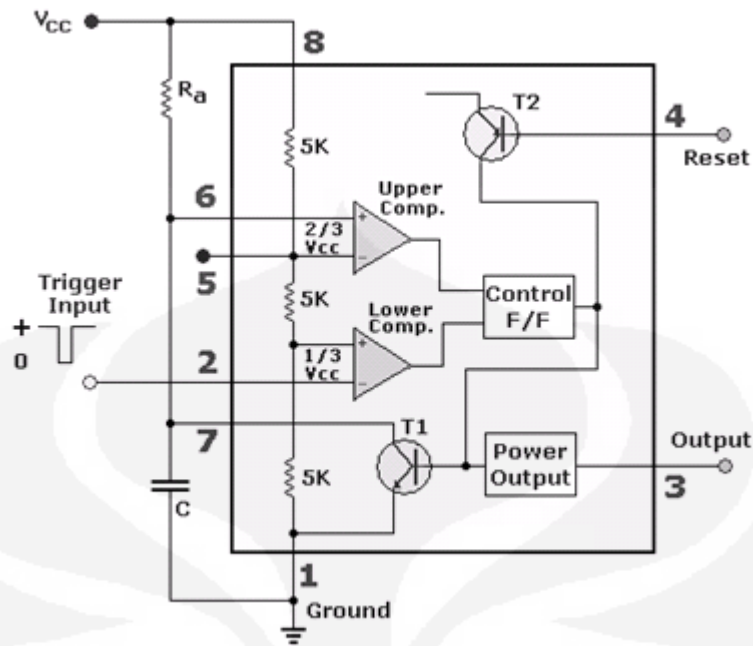 Vcc
8
Ra
T2
5K
4
Reset
6
Upper
Comp.
2/3
Vcc
5
Trigger
Input
5K
Control
F/F
Lower
Comp.
+
0
1/3
Vcc
2
T1
7
Power
Output
Output
5K
3
C
1
Ground
+
-
+
-